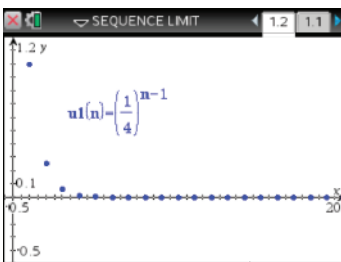 SEQUENCE LIMIT 1.2 1.1
1.2 y
u1(n)=(1/4)^n-1
0.1
x
-0.5
20
-0.5